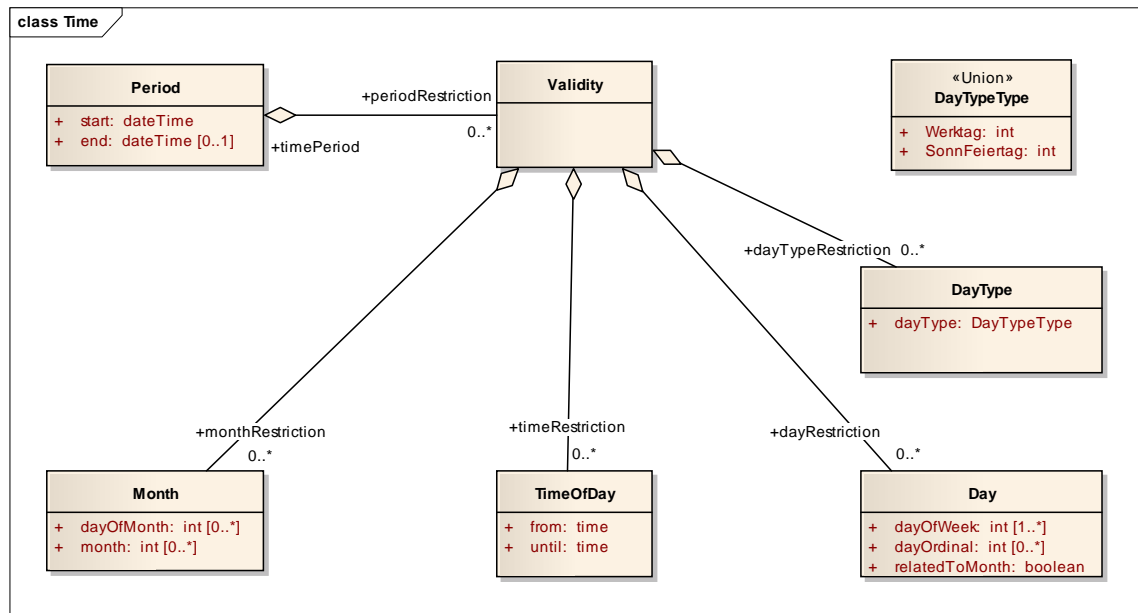 class Time
Period
+ start: dateTime
+ end: dateTime [0..1]
+periodRestriction
0..*
+timePeriod
Validity
«Union»
DayTypeType
+ Werktag: int
+ SonnFeiertag: int
+dayTypeRestriction 0..*
DayType
+ dayType: DayTypeType
+monthRestriction
0..*
+timeRestriction
0..*
+dayRestriction
0..*
Month
+ dayOfMonth: int [0..*]
+ month: int [0..*]
TimeOfDay
+ from: time
+ until: time
Day
+ dayOfWeek: int [1..*]
+ dayOrdinal: int [0..*]
+ relatedToMonth: boolean